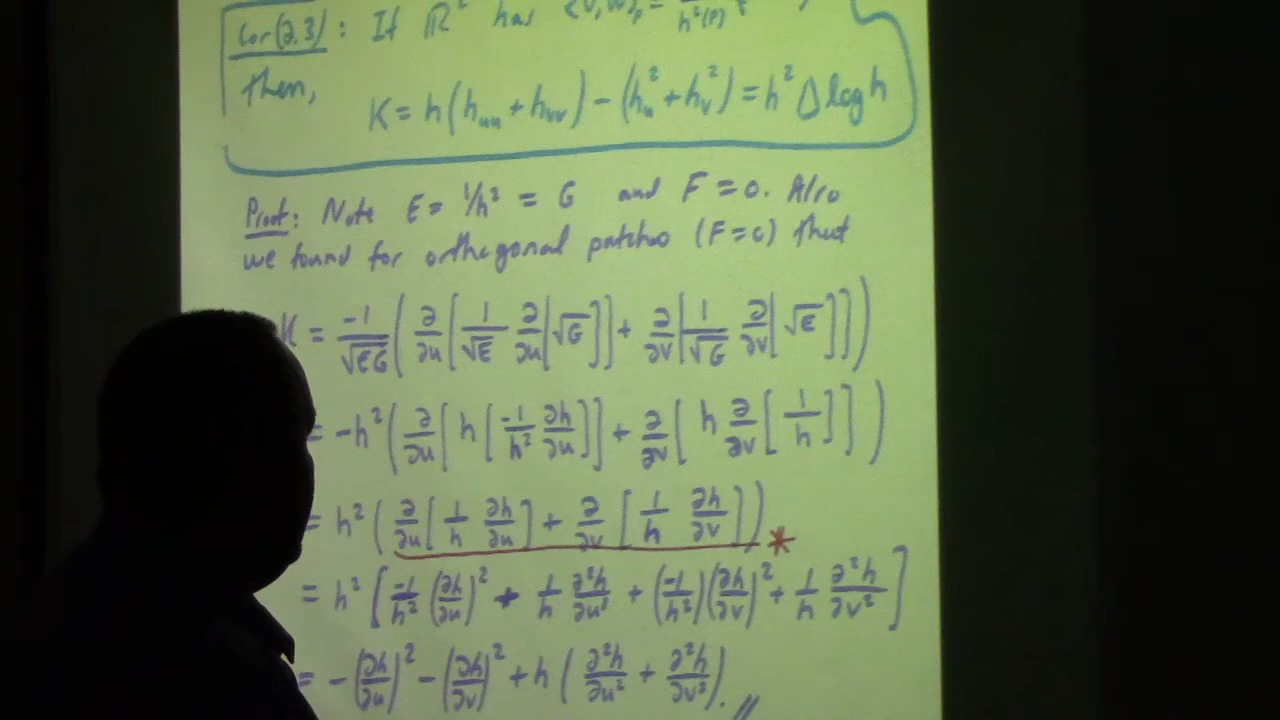 Cor(2.3): If ℝ² has ⟨V,W⟩_p = h²(p)
then, K = h(h_uu + h_vv) − (h_u² + h_v²) = h² Δ log h
Proof: Note E = 1/h² = G and F = 0. Also
we found for orthogonal patches (F=0) that
K = -1/√EG ( ∂/∂u [ 1/√E ∂/∂u [√G]] + ∂/∂v [ 1/√G ∂/∂v [√E]] )
= -h² ( ∂/∂u [ h [ -1/h² ∂h/∂u ]] + ∂/∂v [ h ∂/∂v [ 1/h ]] )
= h² ( ∂/∂u [ 1/h ∂h/∂u ] + ∂/∂v [ 1/h ∂h/∂v ] ) *
= h² [ -1/h² (∂h/∂u)² + 1/h ∂²h/∂u² + (-1/h²)(∂h/∂v)² + 1/h ∂²h/∂v² ]
= -(∂h/∂u)² - (∂h/∂v)² + h ( ∂²h/∂u² + ∂²h/∂v² ). //